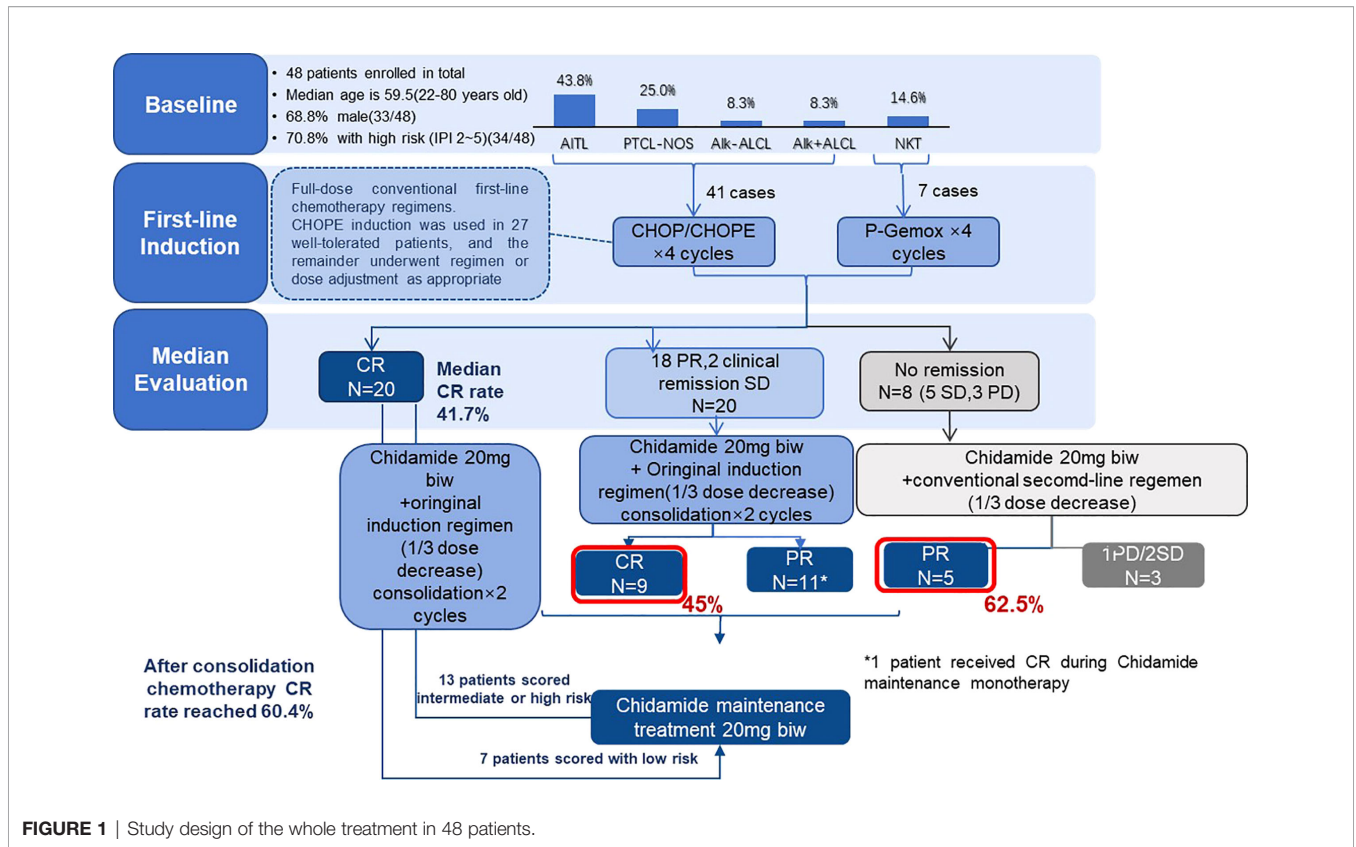 Baseline
• 48 patients enrolled in total
• Median age is 59.5(22-80 years old)
• 68.8% male(33/48)
• 70.8% with high risk (IPI 2~5)(34/48)
43.8%
25.0%
8.3%
8.3%
14.6%
AITL
PTCL-NOS
Alk-ALCL
Alk+ALCL
NKT
First-line
Induction
Full-dose conventional first-line
chemotherapy regimens.
CHOPE induction was used in 27
well-tolerated patients, and the
remainder underwent regimen or
dose adjustment as appropriate
41 cases
7 cases
CHOP/CHOPE
×4 cycles
P-Gemox ×4
cycles
Median
Evaluation
CR
N=20
Median
CR rate
41.7%
18 PR,2 clinical
remission SD
N=20
No remission
N=8 (5 SD,3 PD)
Chidamide 20mg
biw
+oringinal
induction regimen
(1/3 dose
decrease)
consolidation×2
cycles
Chidamide 20mg biw
+ Oringinal induction
regimen(1/3 dose decrease)
consolidation×2 cycles
Chidamide 20mg biw
+conventional secomd-line regemen
(1/3 dose decrease)
CR
N=9
45%
PR
N=11*
PR
N=5
62.5%
1PD/2SD
N=3
After consolidation
chemotherapy CR
rate reached 60.4%
13 patients scored
intermediate or high risk
Chidamide maintenance
treatment 20mg biw
7 patients scored with low risk
*1 patient received CR during Chidamide
maintenance monotherapy
FIGURE 1 | Study design of the whole treatment in 48 patients.